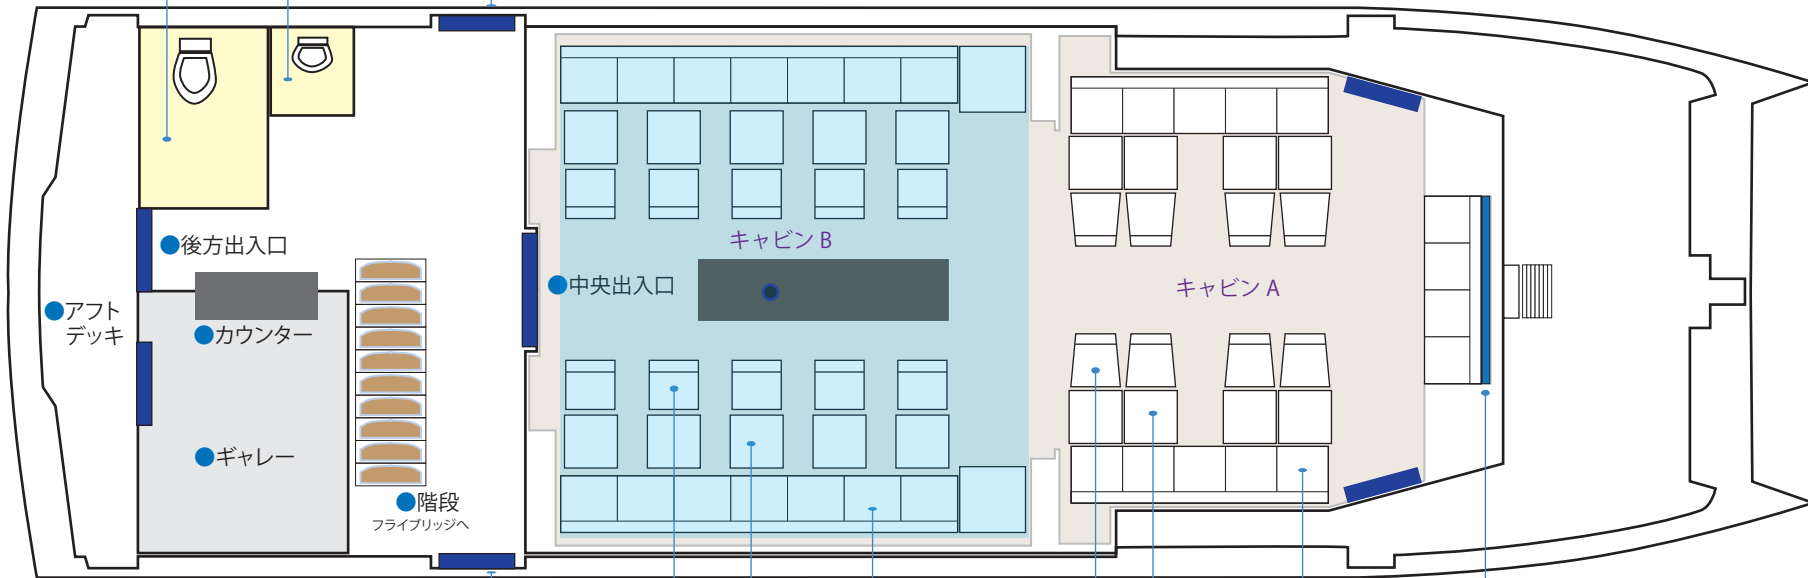 ●後方出入口
●アフト
デッキ
●カウンター
●ギャレー
●階段
フライブリッジへ
●中央出入口
キャビン B
キャビン A